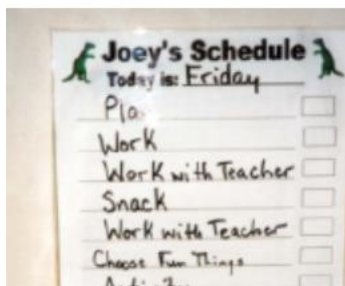 Joey's Schedule
Today is: Friday
Work
Work with Teacher
Snack
Work with Teacher
Choose Fun Things